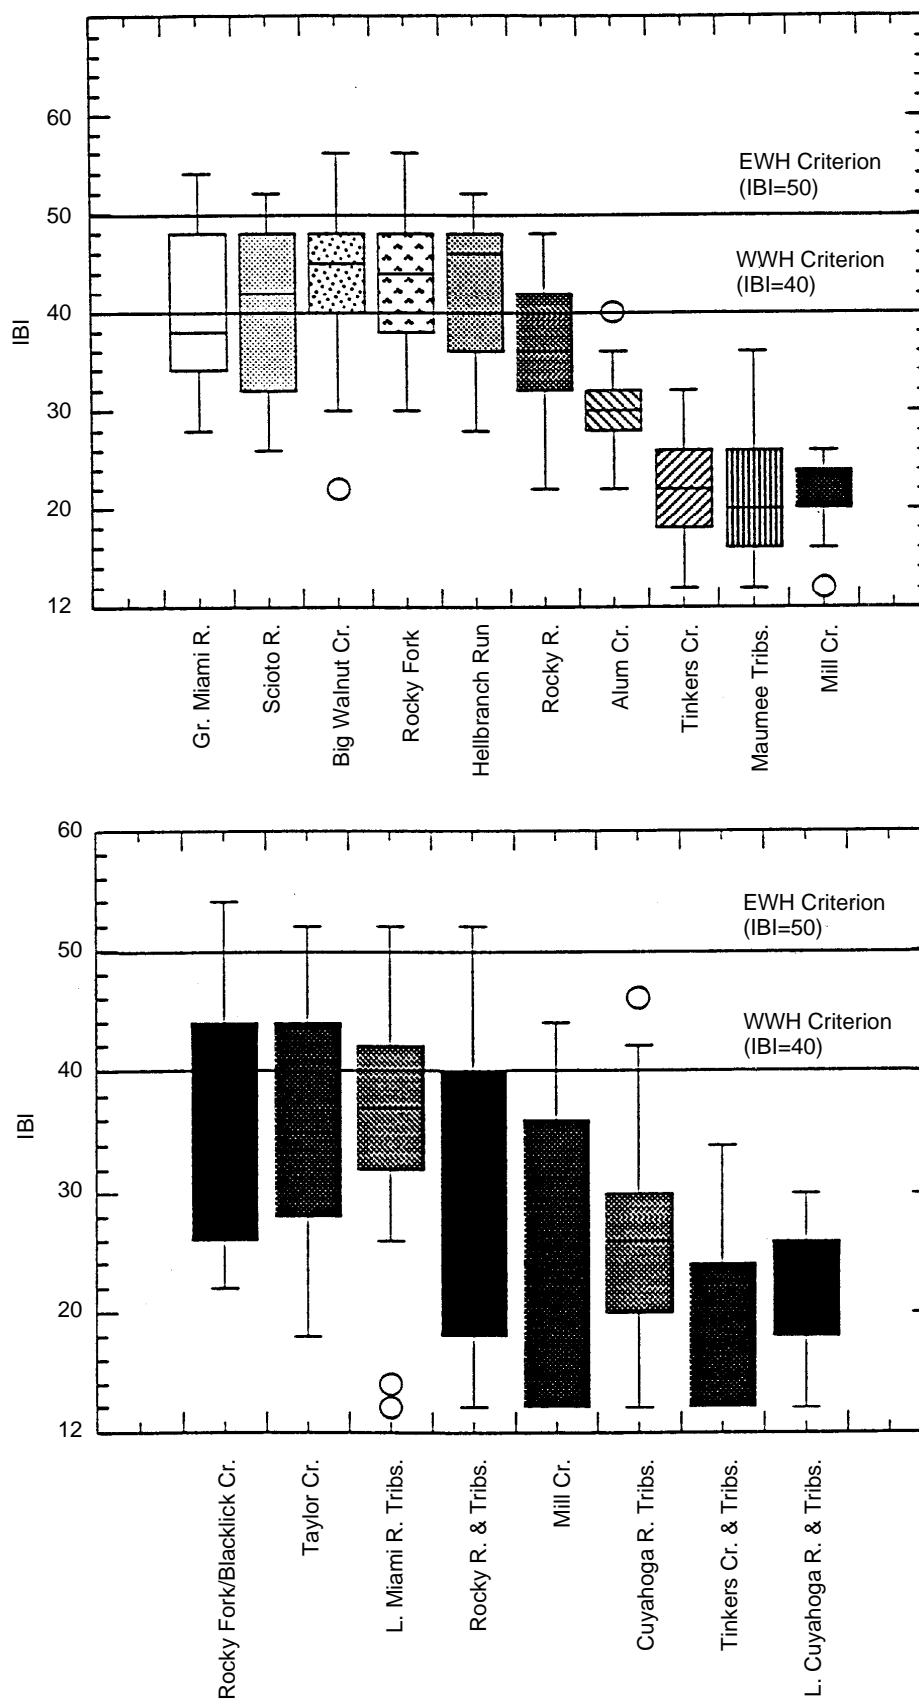 60
50
40
30
20
12
IBI
EWH Criterion
(IBI=50)
WWH Criterion
(IBI=40)
Gr. Miami R.
Scioto R.
Big Walnut Cr.
Rocky Fork
Hellbranch Run
Rocky R.
Alum Cr.
Tinkers Cr.
Maumee Tribs.
Mill Cr.
60
50
40
30
20
12
IBI
EWH Criterion
(IBI=50)
WWH Criterion
(IBI=40)
Rocky Fork/Blacklick Cr.
Taylor Cr.
L. Miami R. Tribs.
Rocky R. & Tribs.
Mill Cr.
Cuyahoga R. Tribs.
Tinkers Cr. & Tribs.
L. Cuyahoga R. & Tribs.